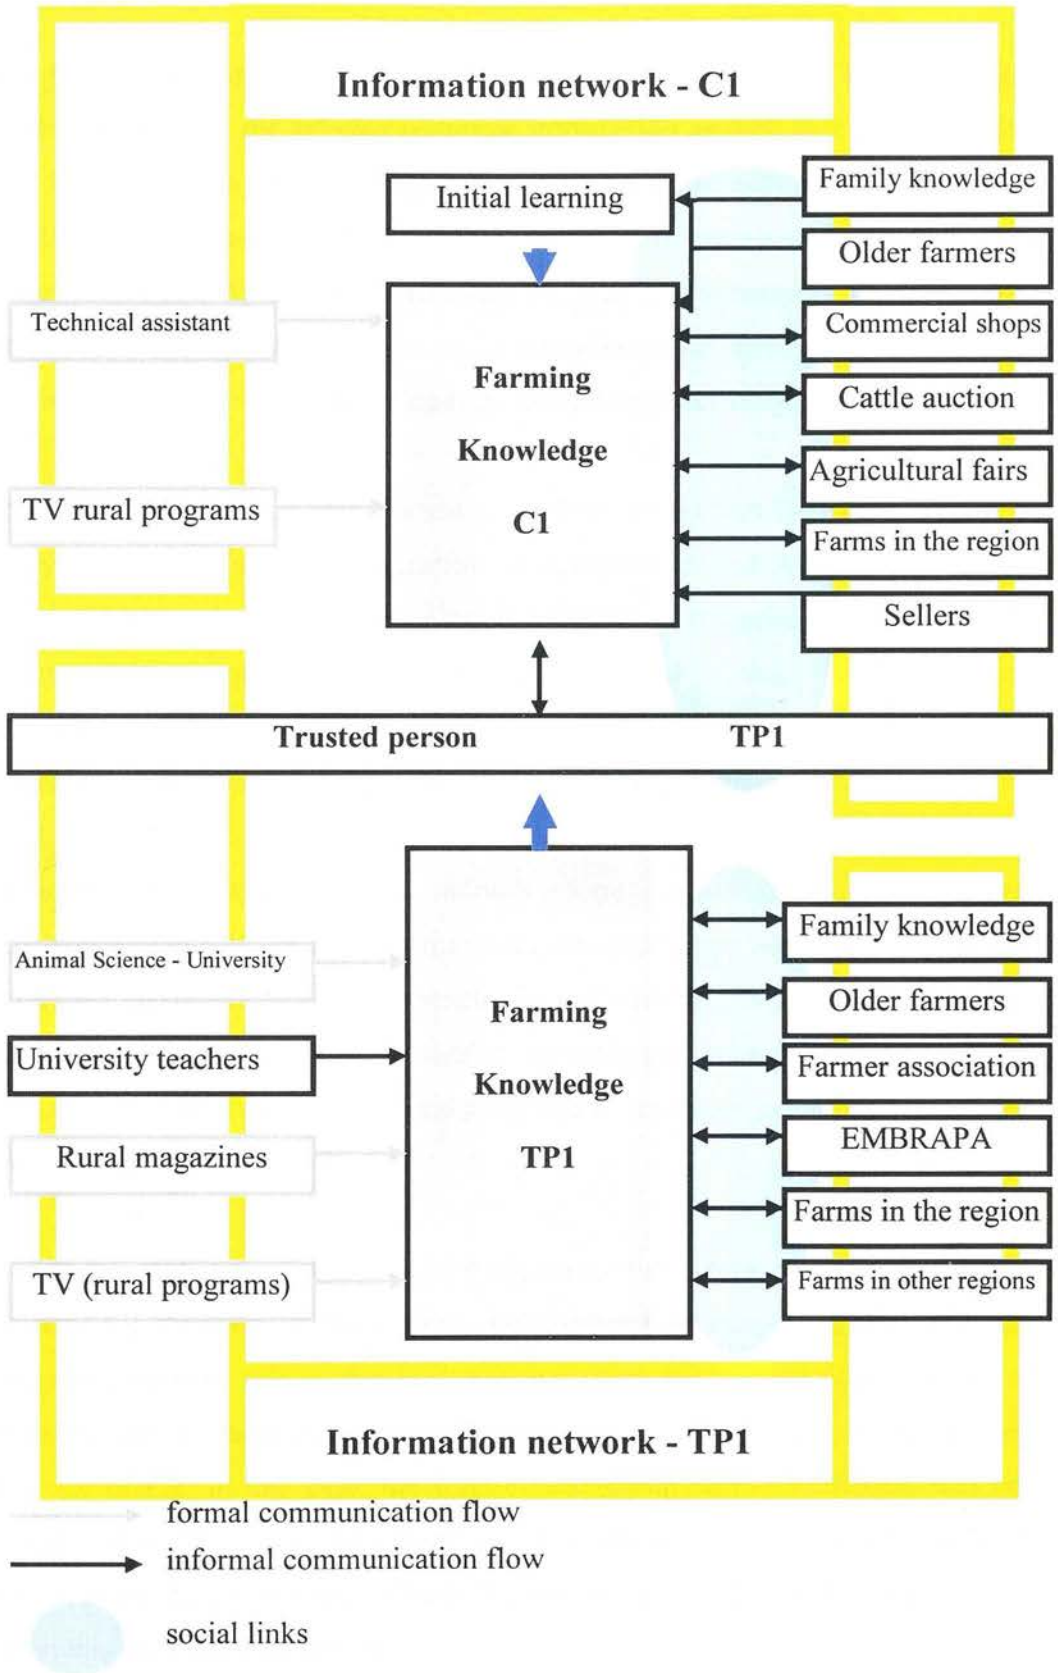 Information network - C1
Initial learning
Family knowledge
Older farmers
Technical assistant
Commercial shops
Farming
Knowledge
C1
Cattle auction
TV rural programs
Agricultural fairs
Farms in the region
Sellers
Trusted person TP1
Animal Science - University
University teachers
Rural magazines
TV (rural programs)
Farming
Knowledge
TP1
Family knowledge
Older farmers
Farmer association
EMBRAPA
Farms in the region
Farms in other regions
Information network - TP1
formal communication flow
informal communication flow
social links